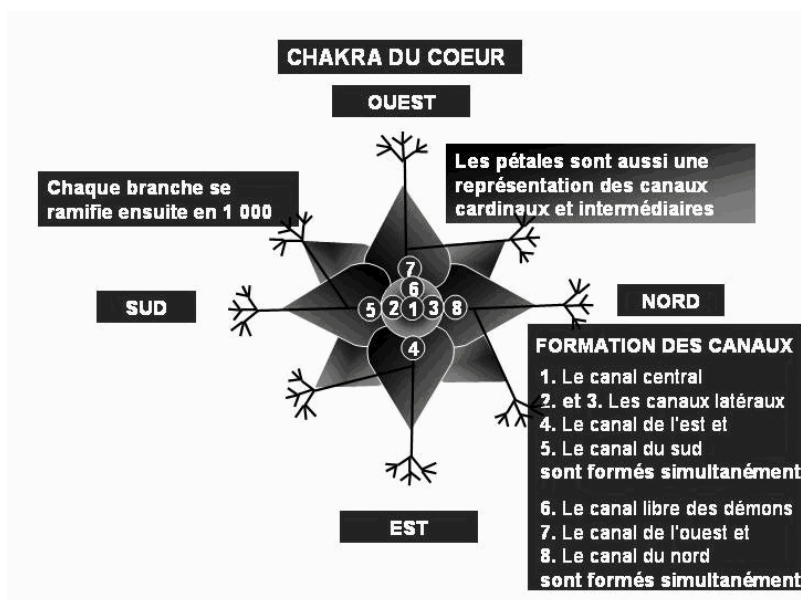 CHAKRA DU COEUR
OUEST
Chaque branche se
ramifie ensuite en 1 000
Les pétales sont aussi une
représentation des canaux
cardinaux et intermédiaires
7
6
5 2 1 3 8
4
SUD
NORD
EST
FORMATION DES CANAUX
1. Le canal central
2. et 3. Les canaux latéraux
4. Le canal de l'est et
5. Le canal du sud
sont formés simultanément
6. Le canal libre des démons
7. Le canal de l'ouest et
8. Le canal du nord
sont formés simultanément